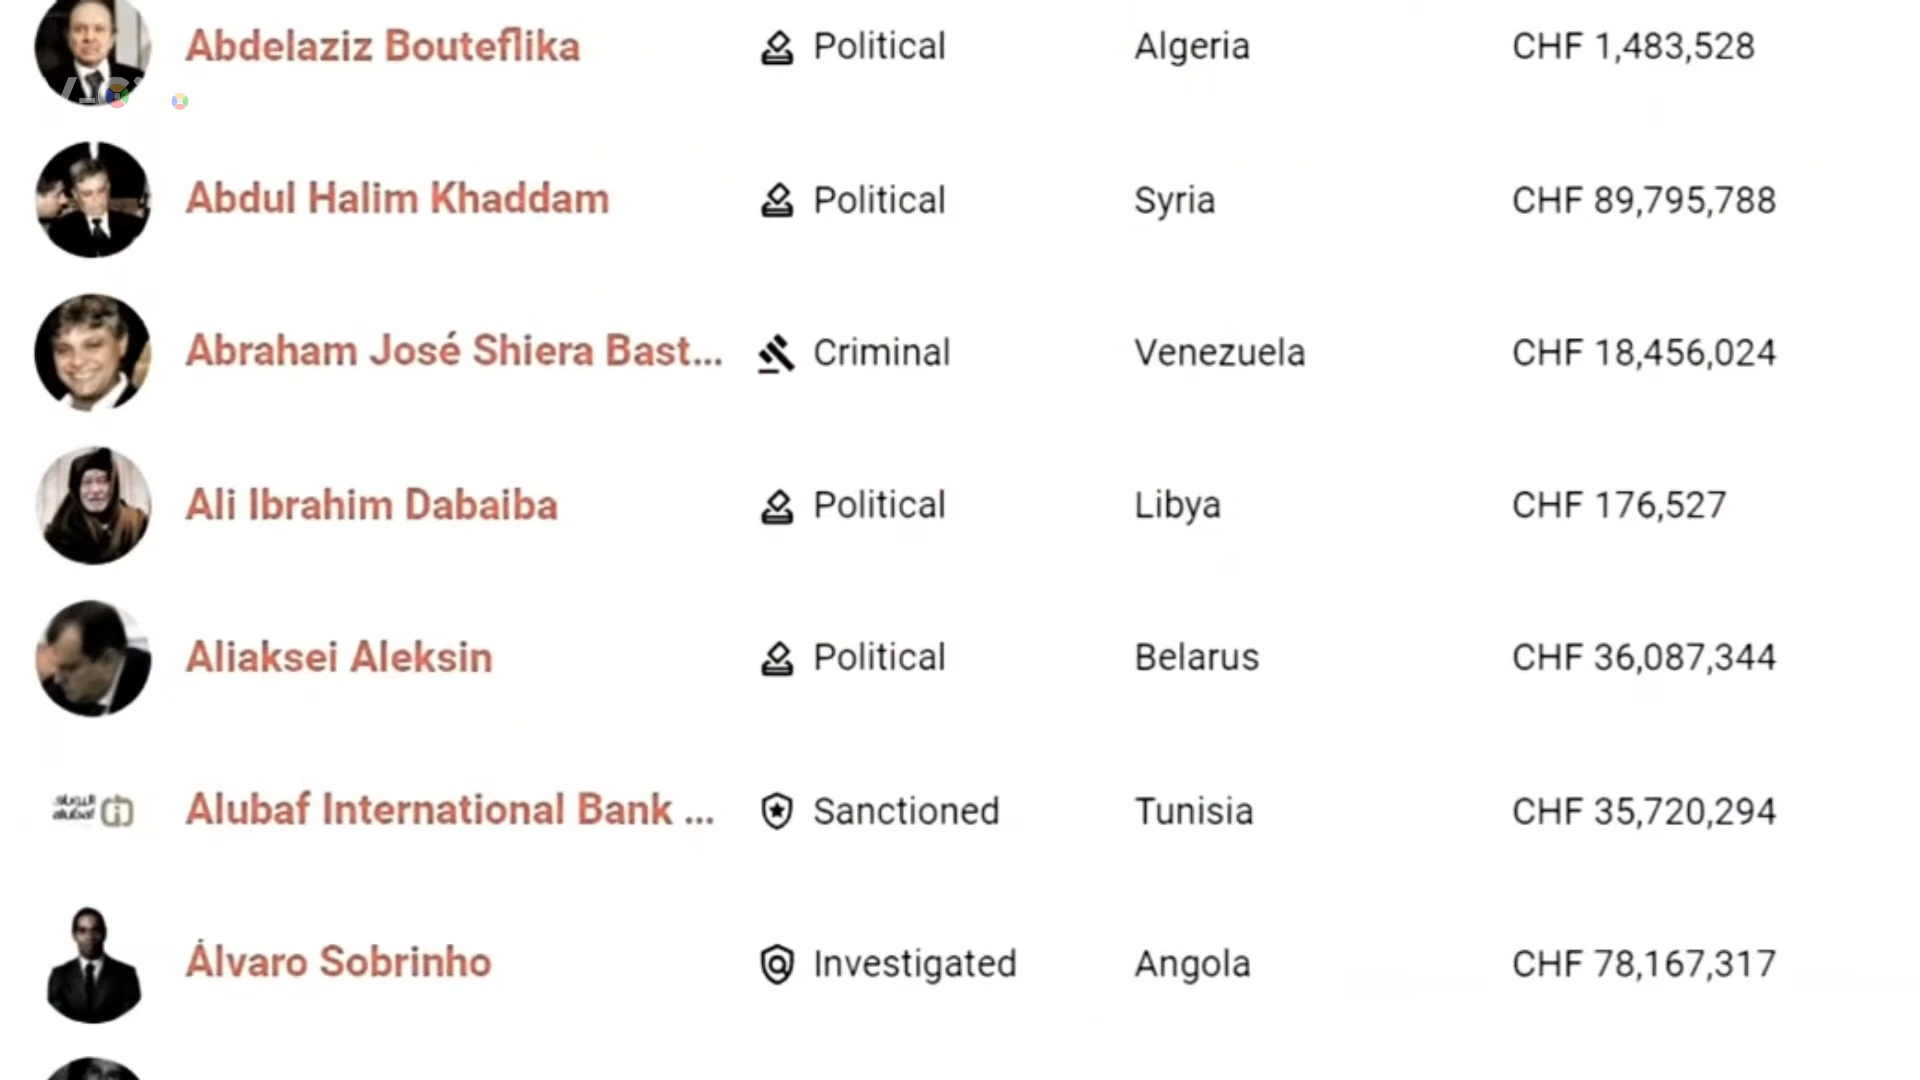 Abdelaziz Bouteflika Political Algeria CHF 1,483,528
Abdul Halim Khaddam Political Syria CHF 89,795,788
Abraham José Shiera Bast... Criminal Venezuela CHF 18,456,024
Ali Ibrahim Dabaiba Political Libya CHF 176,527
Aliaksei Aleksin Political Belarus CHF 36,087,344
alubaf Alubaf International Bank ... Sanctioned Tunisia CHF 35,720,294
Álvaro Sobrinho Investigated Angola CHF 78,167,317